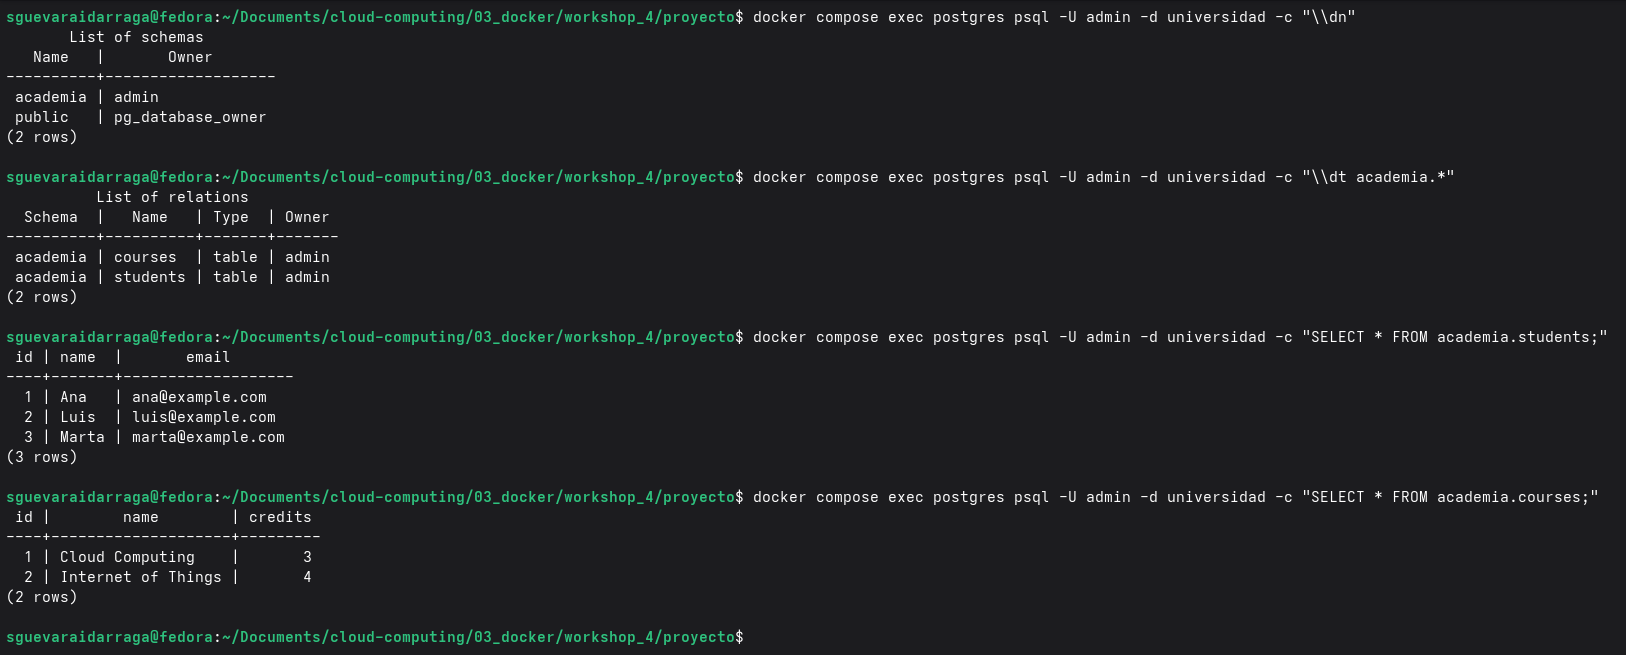 sguevaraidarraga@fedora:~/Documents/cloud-computing/03_docker/workshop_4/proyecto$ docker compose exec postgres psql -U admin -d universidad -c "\\dn"
       List of schemas
   Name   |       Owner
----------+-------------------
 academia | admin
 public   | pg_database_owner
(2 rows)

sguevaraidarraga@fedora:~/Documents/cloud-computing/03_docker/workshop_4/proyecto$ docker compose exec postgres psql -U admin -d universidad -c "\\dt academia.*"
          List of relations
  Schema  |   Name   | Type  | Owner
----------+----------+-------+-------
 academia | courses  | table | admin
 academia | students | table | admin
(2 rows)

sguevaraidarraga@fedora:~/Documents/cloud-computing/03_docker/workshop_4/proyecto$ docker compose exec postgres psql -U admin -d universidad -c "SELECT * FROM academia.students;"
 id | name  |       email
----+-------+-------------------
  1 | Ana   | ana@example.com
  2 | Luis  | luis@example.com
  3 | Marta | marta@example.com
(3 rows)

sguevaraidarraga@fedora:~/Documents/cloud-computing/03_docker/workshop_4/proyecto$ docker compose exec postgres psql -U admin -d universidad -c "SELECT * FROM academia.courses;"
 id |        name        | credits
----+--------------------+---------
  1 | Cloud Computing    |       3
  2 | Internet of Things |       4
(2 rows)

sguevaraidarraga@fedora:~/Documents/cloud-computing/03_docker/workshop_4/proyecto$